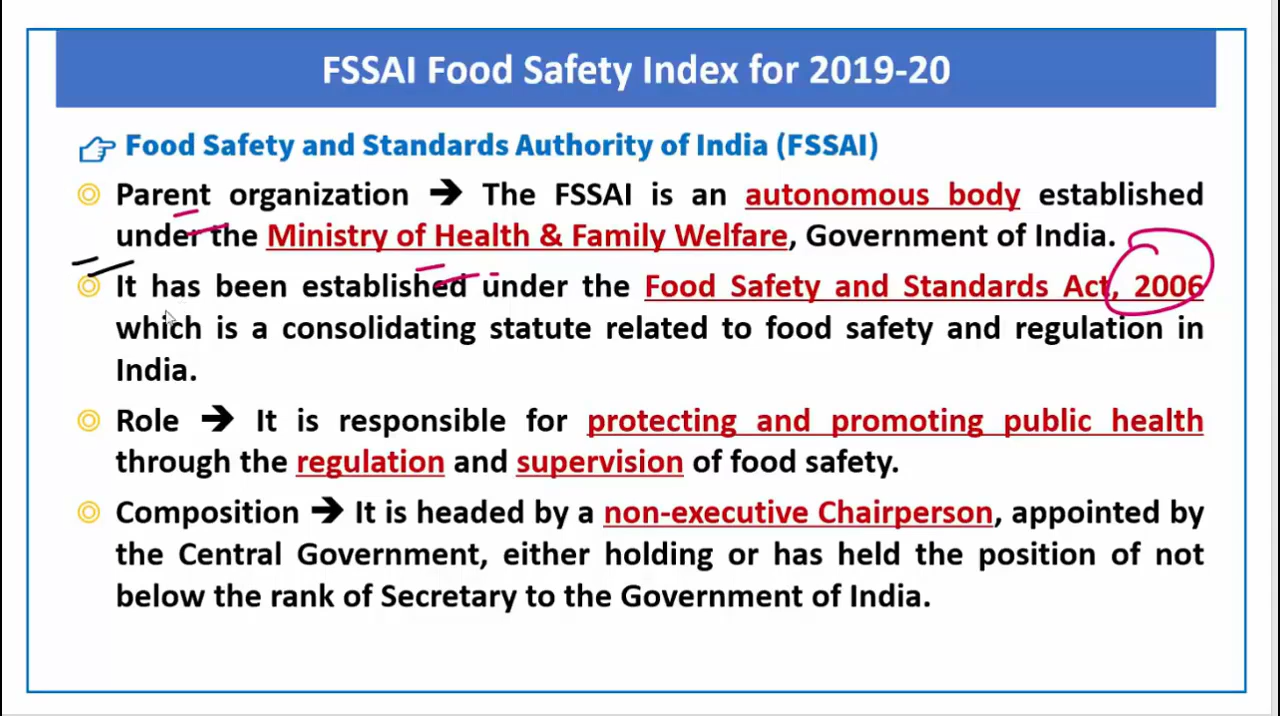 FSSAI Food Safety Index for 2019-20
Food Safety and Standards Authority of India (FSSAI)
Parent organization ➔ The FSSAI is an autonomous body established
under the Ministry of Health & Family Welfare, Government of India.
It has been established under the Food Safety and Standards Act, 2006
which is a consolidating statute related to food safety and regulation in
India.
Role ➔ It is responsible for protecting and promoting public health
through the regulation and supervision of food safety.
Composition ➔ It is headed by a non-executive Chairperson, appointed by
the Central Government, either holding or has held the position of not
below the rank of Secretary to the Government of India.